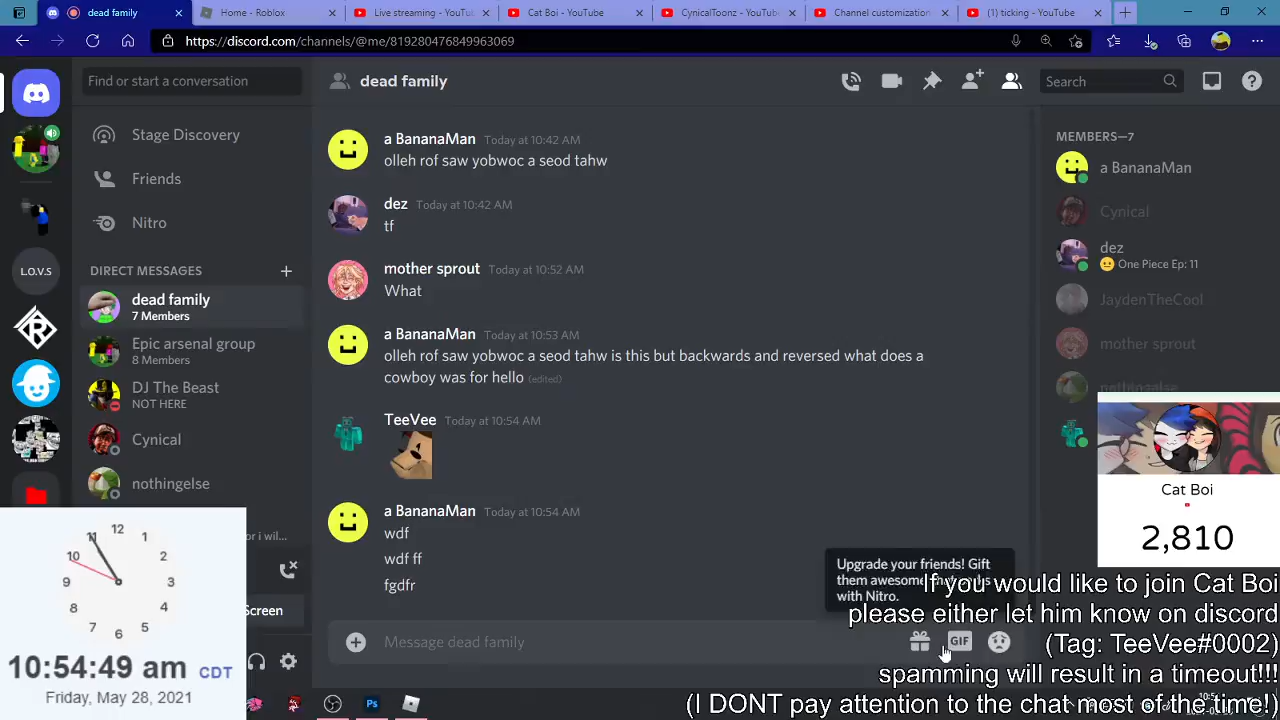 dead family
Home - Roblox
Live streaming - YouTu
Cat Boi - YouTube
CynicalToonz - YouTub
Channel customization
(1) ticking - YouTube
https://discord.com/channels/@me/819280476849963069
Find or start a conversation
dead family
Search
Stage Discovery
Friends
Nitro
DIRECT MESSAGES
dead family
7 Members
Epic arsenal group
8 Members
DJ The Beast
NOT HERE
Cynical
nothingelse
L.O.V.S
or i wil...
Screen
a BananaMan Today at 10:42 AM
olleh rof saw yobwoc a seod tahw
dez Today at 10:42 AM
tf
mother sprout Today at 10:52 AM
What
a BananaMan Today at 10:53 AM
olleh rof saw yobwoc a seod tahw is this but backwards and reversed what does a
cowboy was for hello (edited)
TeeVee Today at 10:54 AM
a BananaMan Today at 10:54 AM
wdf
wdf ff
fgdfr
Message dead family
GIF
Upgrade your friends! Gift
them awesome
with Nitro.
MEMBERS—7
a BananaMan
Cynical
dez
One Piece Ep: 11
JaydenTheCool
mother sprout
nothingelse
Cat Boi
2,810
If you would like to join Cat Boi
please either let him know on discord
(Tag: TeeVee#0002)
spamming will result in a timeout!!!
(I DONT pay attention to the chat most of the time!)
12
1
2
3
4
5
6
7
8
9
10
11
10:54:49 am CDT
Friday, May 28, 2021
Ps